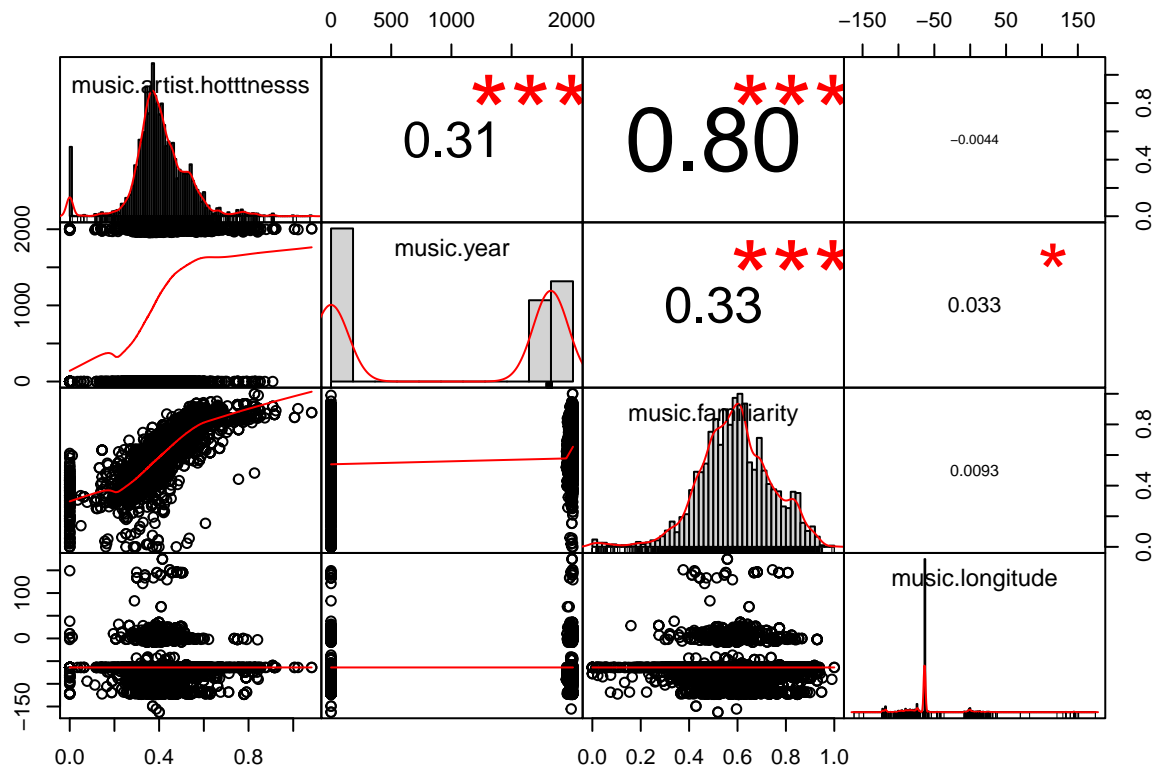 0 500 1000 2000 −150 −50 50 150
music.artist.hotttnesss
***
0.31
***
0.80
−0.0044
0.0 0.4 0.8
0 1000 2000
music.year
***
0.33
*
0.033
music.familiarity
0.0093
0.0 0.4 0.8
−150 0 100
music.longitude
0.0 0.4 0.8
0.0 0.2 0.4 0.6 0.8 1.0